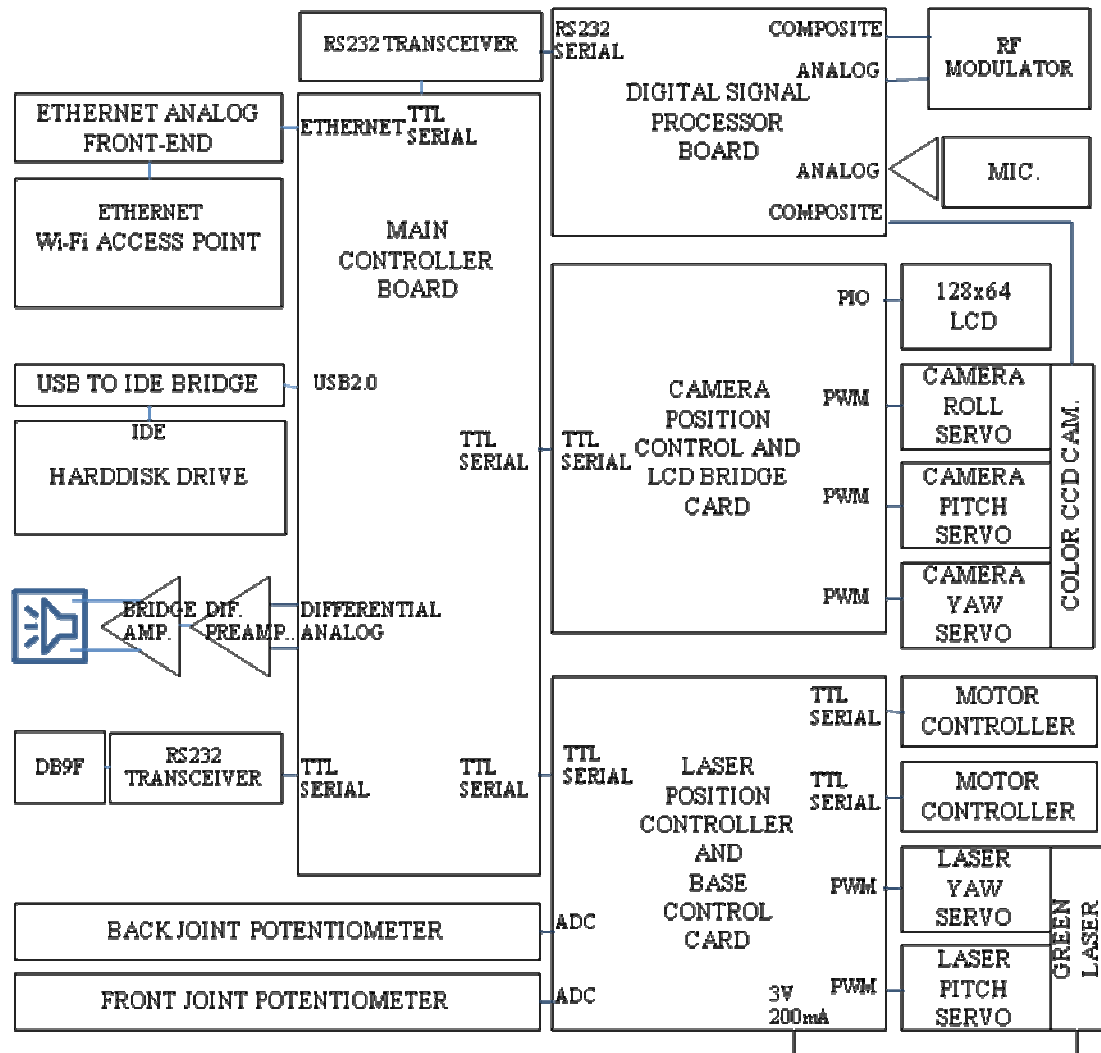 RS232 TRANSCEIVER
RS232
SERIAL
COMPOSITE
ANALOG
DIGITAL SIGNAL
PROCESSOR
BOARD
ANALOG
COMPOSITE
RF
MODULATOR
MIC.
ETHERNET ANALOG
FRONT-END
ETHERNET
Wi-Fi ACCESS POINT
ETHERNET
TTL
SERIAL
MAIN
CONTROLLER
BOARD
USB TO IDE BRIDGE
USB2.0
IDE
HARDDISK DRIVE
TTL
SERIAL
TTL
SERIAL
CAMERA
POSITION
CONTROL AND
LCD BRIDGE
CARD
PIO
PWM
PWM
PWM
128x64
LCD
CAMERA
ROLL
SERVO
CAMERA
PITCH
SERVO
CAMERA
YAW
SERVO
COLOR CCD CAM.
BRIDGE
AMP.
DIF.
PREAMP..
DIFFERENTIAL
ANALOG
DB9F
RS232
TRANSCEIVER
TTL
SERIAL
TTL
SERIAL
TTL
SERIAL
LASER
POSITION
CONTROLLER
AND
BASE
CONTROL
CARD
TTL
SERIAL
TTL
SERIAL
PWM
PWM
3V
200mA
MOTOR
CONTROLLER
MOTOR
CONTROLLER
LASER
YAW
SERVO
LASER
PITCH
SERVO
GREEN
LASER
BACK JOINT POTENTIOMETER
ADC
FRONT JOINT POTENTIOMETER
ADC